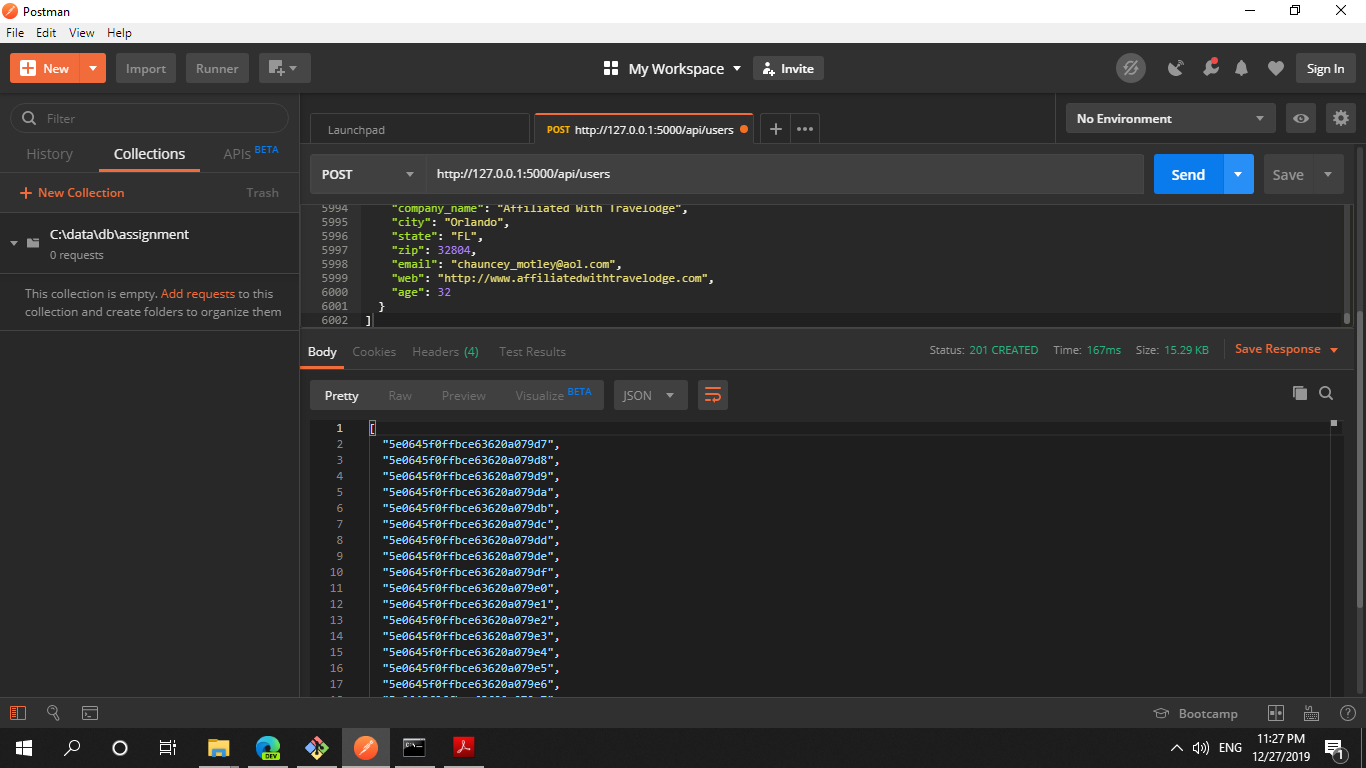 Postman
File Edit View Help
New Import Runner My Workspace Invite Sign In
Filter
Launchpad POST http://127.0.0.1:5000/api/users No Environment
History Collections APIs BETA
New Collection Trash
POST http://127.0.0.1:5000/api/users Send Save
C:\data\db\assignment
0 requests
This collection is empty. Add requests to this
collection and create folders to organize them
5994 "company_name": "Affiliated With Travelodge",
5995 "city": "Orlando",
5996 "state": "FL",
5997 "zip": 32804,
5998 "email": "chauncey_motley@aol.com",
5999 "web": "http://www.affiliatedwithtravelodge.com",
6000 "age": 32
6001 }
6002 ]
Body Cookies Headers (4) Test Results Status: 201 CREATED Time: 167ms Size: 15.29 KB Save Response
Pretty Raw Preview Visualize BETA JSON
1 [
2 "5e0645f0ffbce63620a079d7",
3 "5e0645f0ffbce63620a079d8",
4 "5e0645f0ffbce63620a079d9",
5 "5e0645f0ffbce63620a079da",
6 "5e0645f0ffbce63620a079db",
7 "5e0645f0ffbce63620a079dc",
8 "5e0645f0ffbce63620a079dd",
9 "5e0645f0ffbce63620a079de",
10 "5e0645f0ffbce63620a079df",
11 "5e0645f0ffbce63620a079e0",
12 "5e0645f0ffbce63620a079e1",
13 "5e0645f0ffbce63620a079e2",
14 "5e0645f0ffbce63620a079e3",
15 "5e0645f0ffbce63620a079e4",
16 "5e0645f0ffbce63620a079e5",
17 "5e0645f0ffbce63620a079e6",
Bootcamp
DEV
ENG
11:27 PM
12/27/2019
1